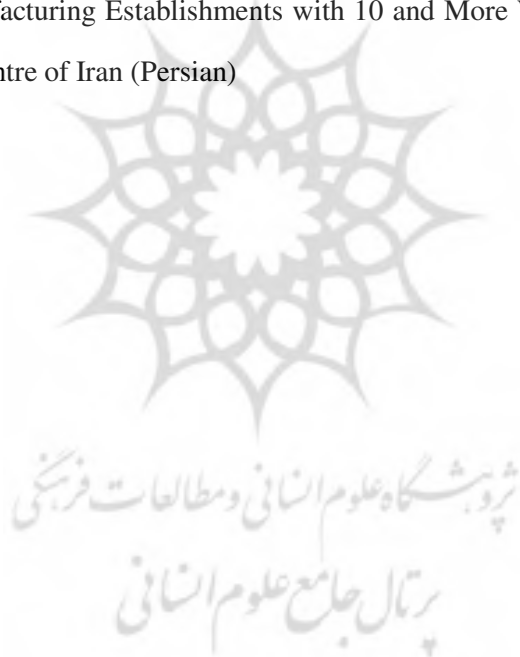 facturing Establishments with 10 and More
ntre of Iran (Persian)
پژوهشگاه علوم انسانی و مطالعات فرهنگی
پرتال جامع علوم انسانی